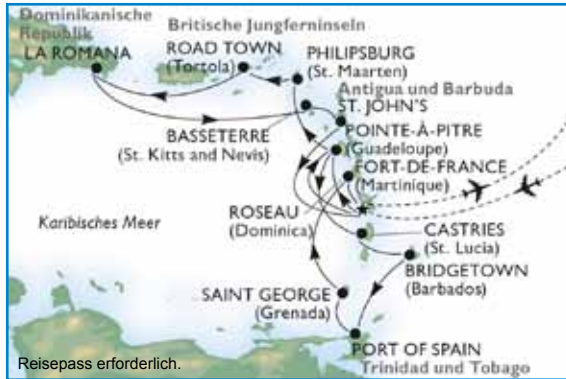 Dominikanische
Republik
LA ROMANA
Britische Jungferninseln
ROAD TOWN
(Tortola)
PHILIPSBURG
(St. Maarten)
Antigua und Barbuda
ST. JOHN'S
BASSETERRE
(St. Kitts and Nevis)
POINTE-À-PITRE
(Guadeloupe)
FORT-DE-FRANCE
(Martinique)
Karibisches Meer
ROSEAU
(Dominica)
CASTRIES
(St. Lucia)
BRIDGETOWN
(Barbados)
SAINT GEORGE
(Grenada)
PORT OF SPAIN
Trinidad und Tobago
Reisepass erforderlich.